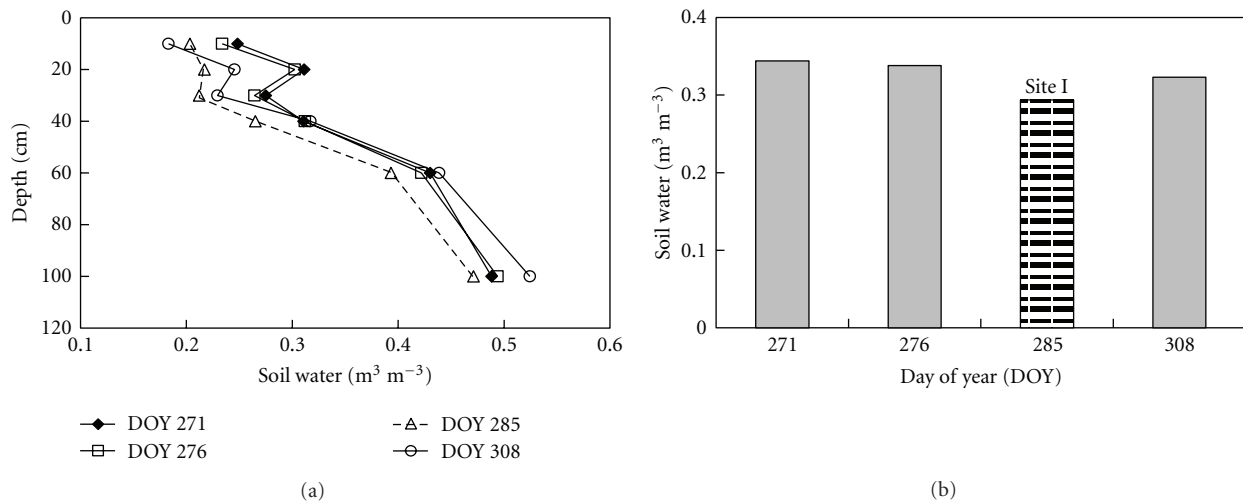 0
20
40
60
80
100
120
Depth (cm)
0.1 0.2 0.3 0.4 0.5 0.6
Soil water (m³ m⁻³)
DOY 271
DOY 276
DOY 285
DOY 308
(a)
0.4
0.3
0.2
0.1
0
Soil water (m³ m⁻³)
Site I
271 276 285 308
Day of year (DOY)
(b)